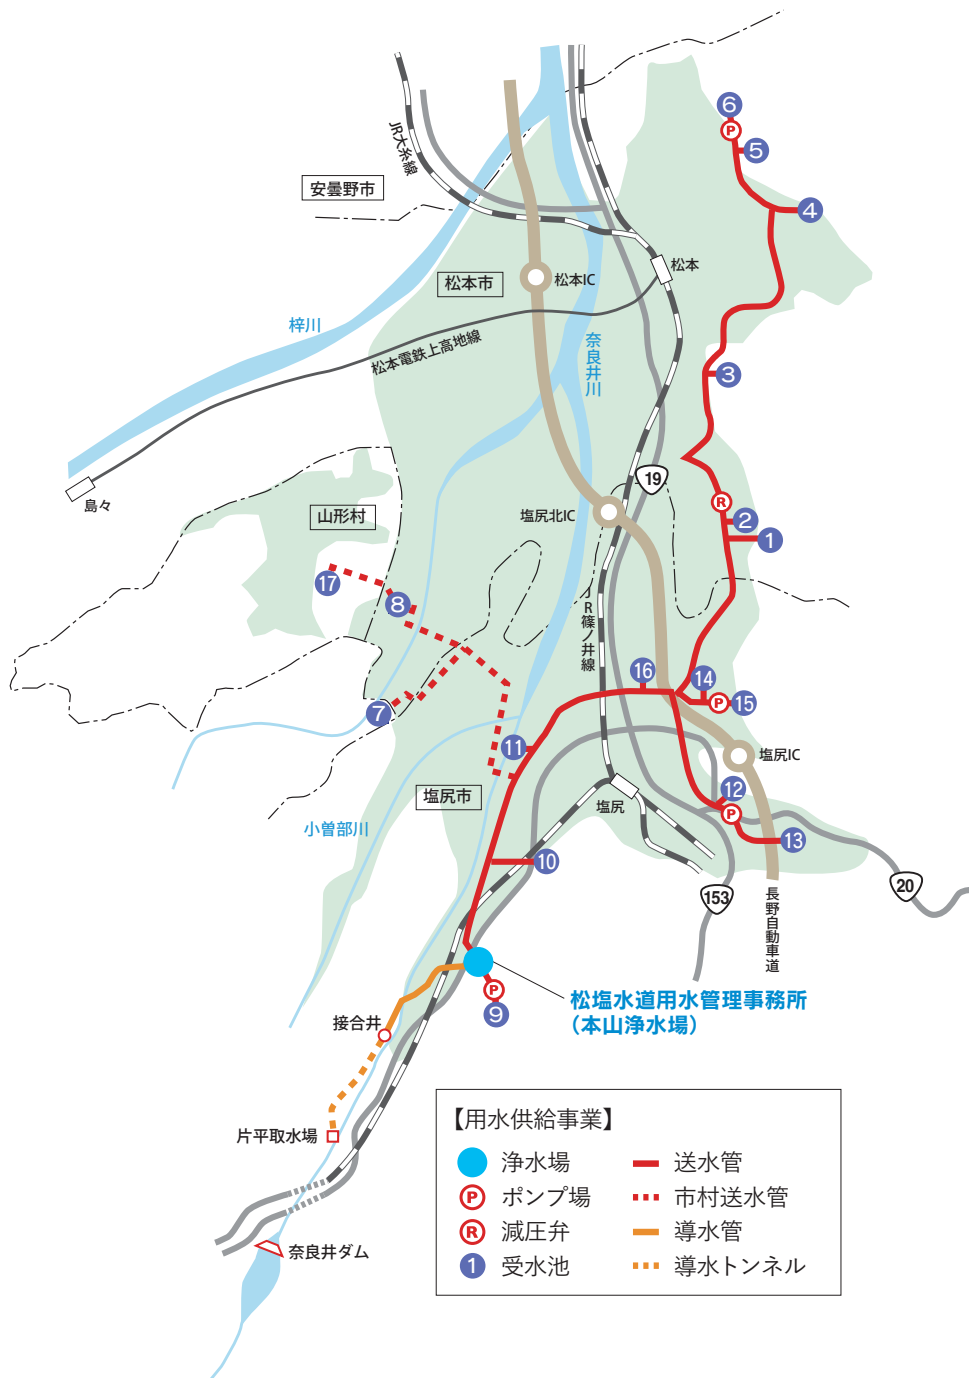 6
P
5
JR大糸線
安曇野市
4
松本
松本市
松本IC
梓川
奈良井川
松本電鉄上高地線
3
19
島々
R
山形村
塩尻北IC
2
1
17
8
JR篠ノ井線
16
14
7
P
15
11
塩尻IC
塩尻市
塩尻
12
小曽部川
P
13
10
20
153
長野自動車道
P
松塩水道用水管理事務所
(本山浄水場)
9
接合井
片平取水場
奈良井ダム
【用水供給事業】
浄水場
送水管
P ポンプ場
市村送水管
R 減圧弁
導水管
1 受水池
導水トンネル